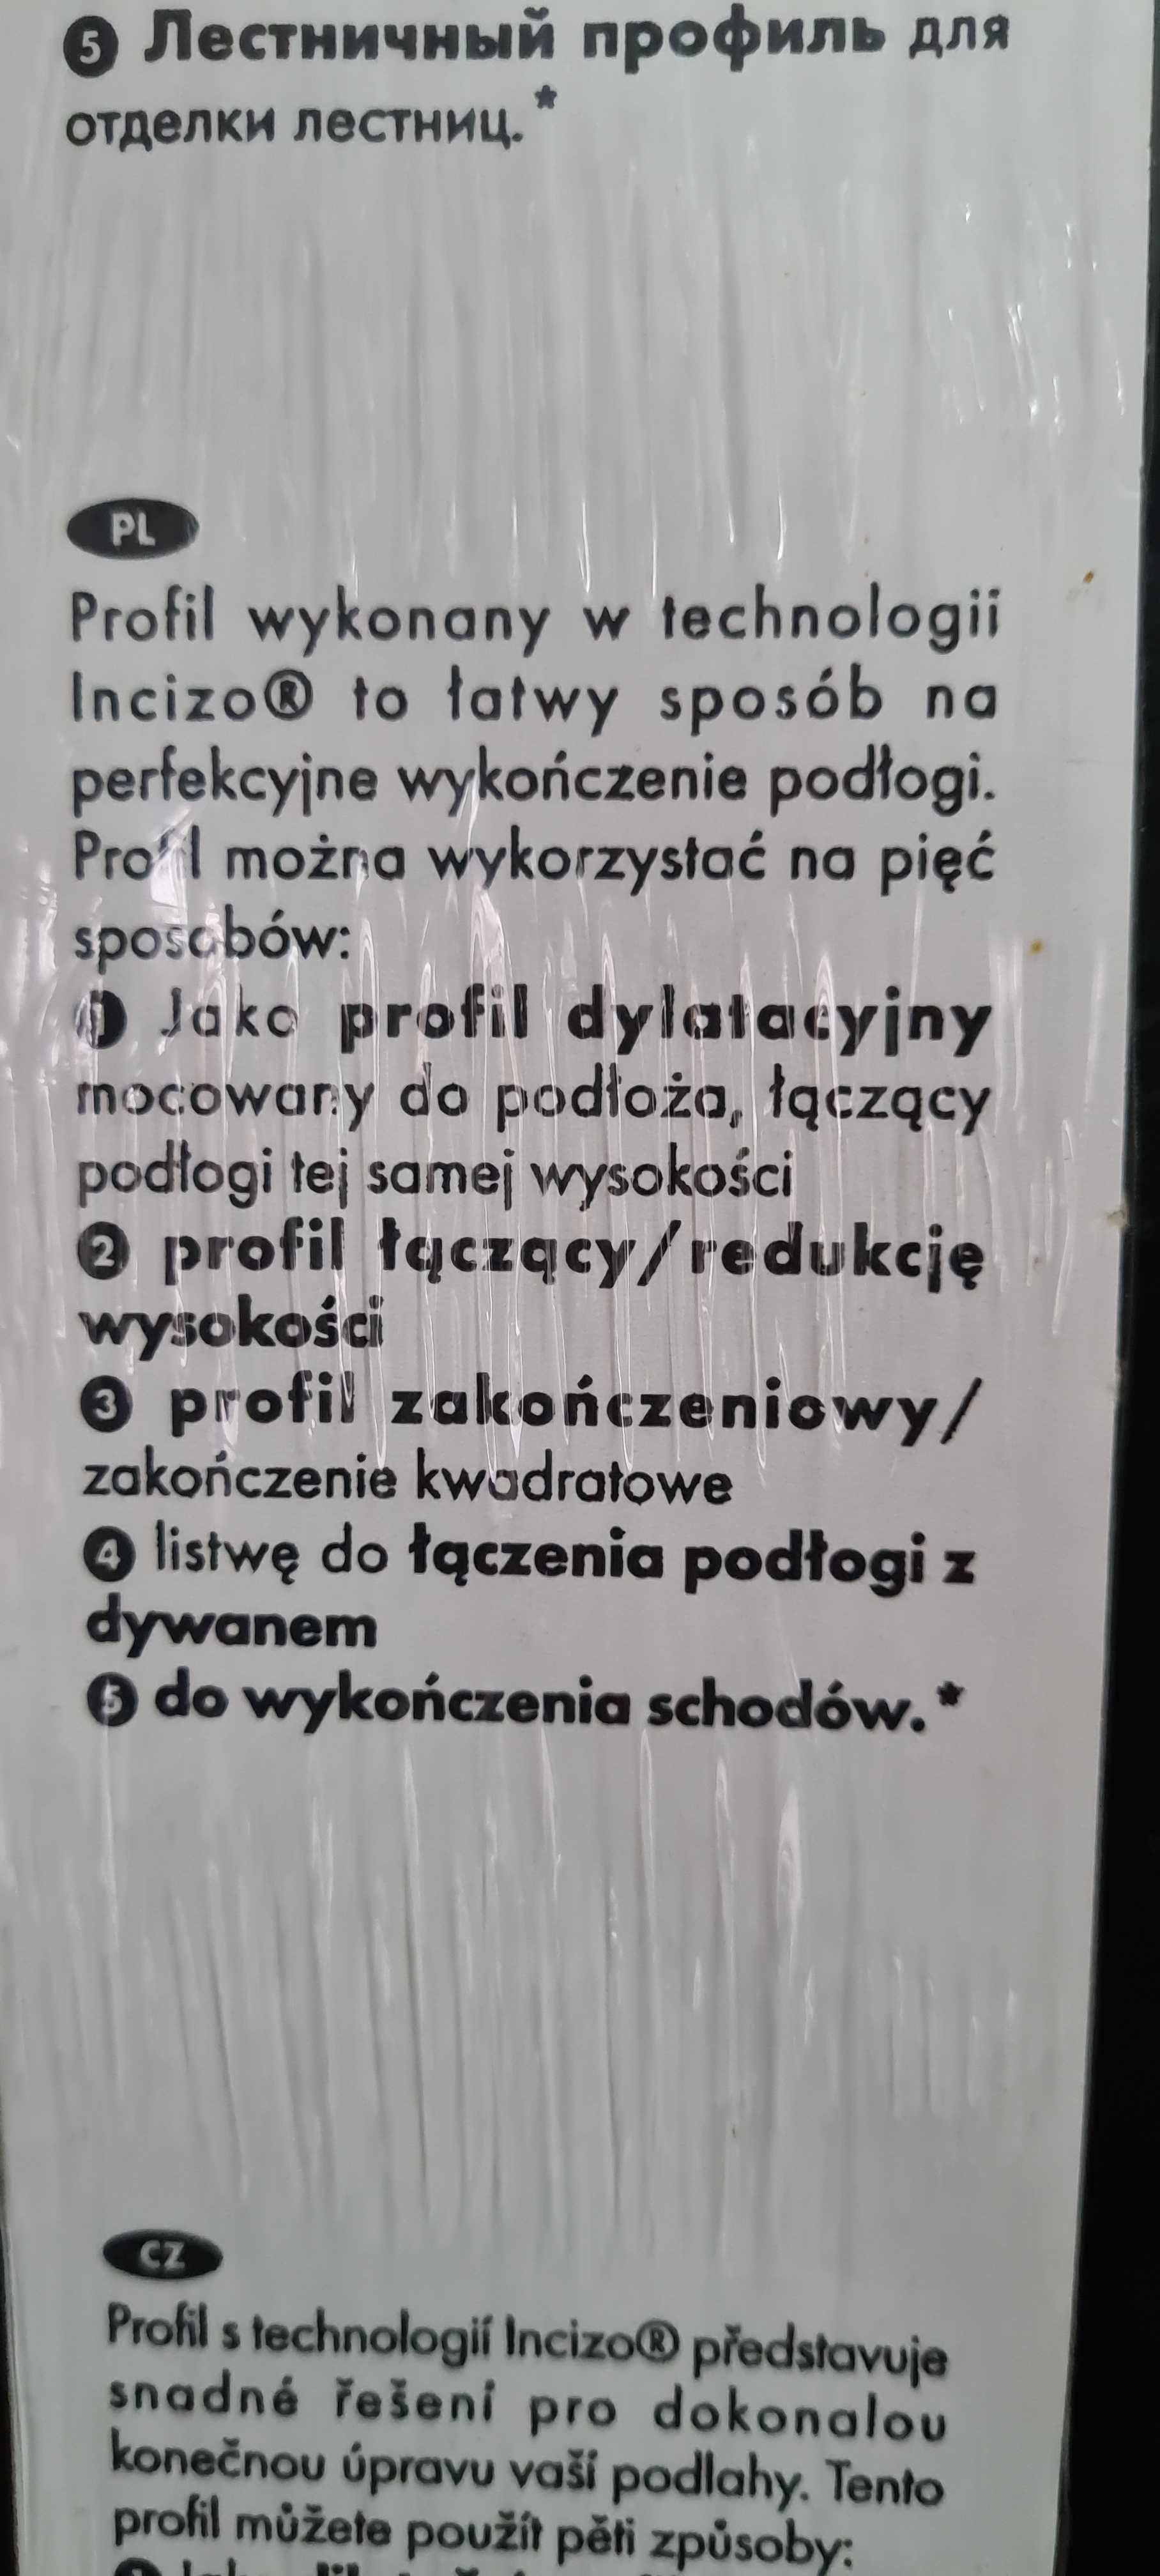 5 Лестничный профиль для
отделки лестниц.*
PL
Profil wykonany w technologii
Incizo® to łatwy sposób na
perfekcyjne wykończenie podłogi.
Profil można wykorzystać na pięć
sposobów:
1 Jako profil dylatacyjny
mocowany do podłoża, łączący
podłogi tej samej wysokości
2 profil łączący/redukcję
wysokości
3 profil zakończeniowy/
zakończenie kwadratowe
4 listwę do łączenia podłogi z
dywanem
5 do wykończenia schodów.*
CZ
Profil s technologií Incizo® představuje
snadné řešení pro dokonalou
konečnou úpravu vaší podlahy. Tento
profil můžete použít pěti způsoby: